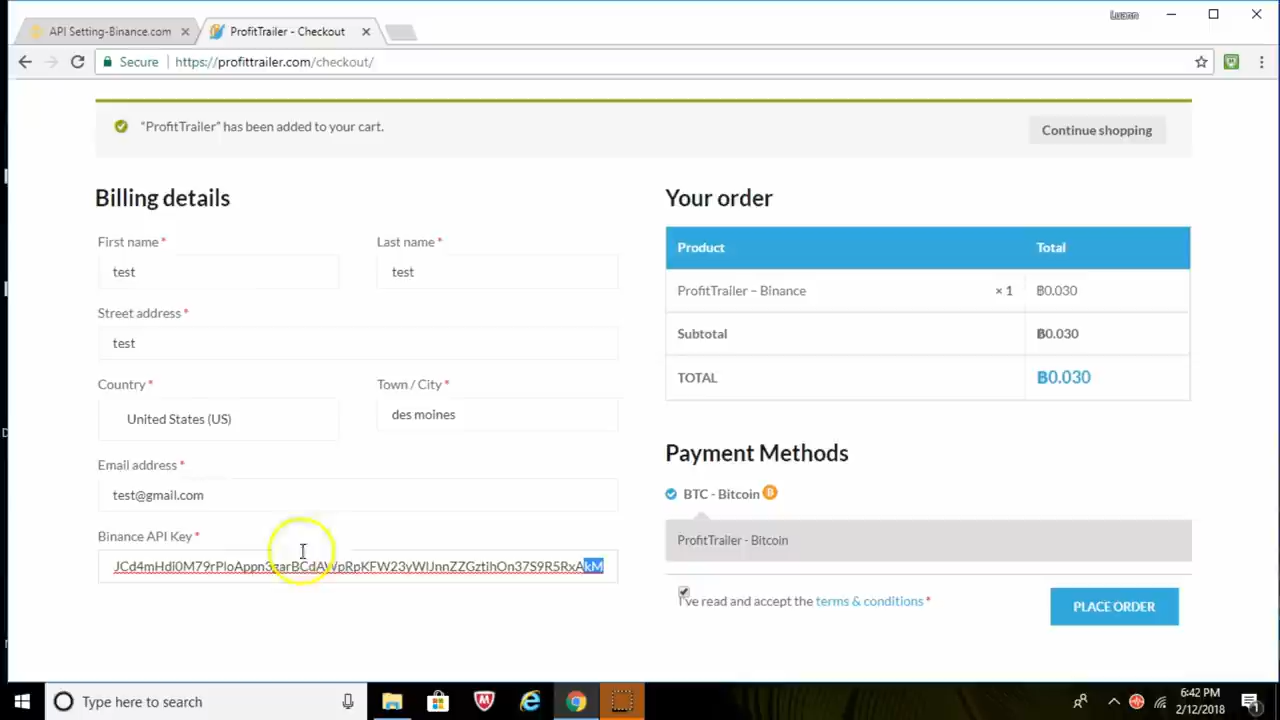 Luann
API Setting-Binance.com
ProfitTrailer - Checkout
Secure https://profittrailer.com/checkout/
"ProfitTrailer" has been added to your cart.
Continue shopping
Billing details
Your order
First name *
Last name *
Product Total
test
test
ProfitTrailer – Binance × 1 ฿0.030
Street address *
Subtotal ฿0.030
test
TOTAL ฿0.030
Country *
Town / City *
United States (US)
des moines
Payment Methods
Email address *
BTC - Bitcoin
test@gmail.com
Binance API Key *
ProfitTrailer - Bitcoin
I've read and accept the terms & conditions *
PLACE ORDER
Type here to search
6:42 PM
2/12/2018